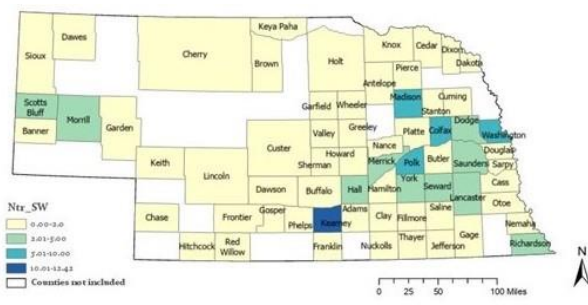 Keya Paha
Dawes
Sioux
Cherry
Brown
Holt
Knox
Cedar
Dixon
Dakota
Pierce
Antelope
Scotts
Bluff
Morrill
Banner
Garden
Garfield
Wheeler
Madison
Stanton
Cuming
Valley
Greeley
Platte
Colfax
Dodge
Washington
Douglas
Sarpy
Custer
Sherman
Howard
Nance
Merrick
Polk
Butler
Saunders
Keith
Lincoln
Dawson
Buffalo
Hall
Hamilton
York
Seward
Lancaster
Cass
Otoe
Chase
Frontier
Gosper
Phelps
Kearney
Adams
Clay
Fillmore
Saline
Nemaha
Hitchcock
Red
Willow
Franklin
Nuckolls
Thayer
Jefferson
Gage
Richardson
Ntr_SW
0.00-2.0
2.01-5.00
5.01-10.00
10.01-12.42
Counties not included
0 25 50 100 Miles
N